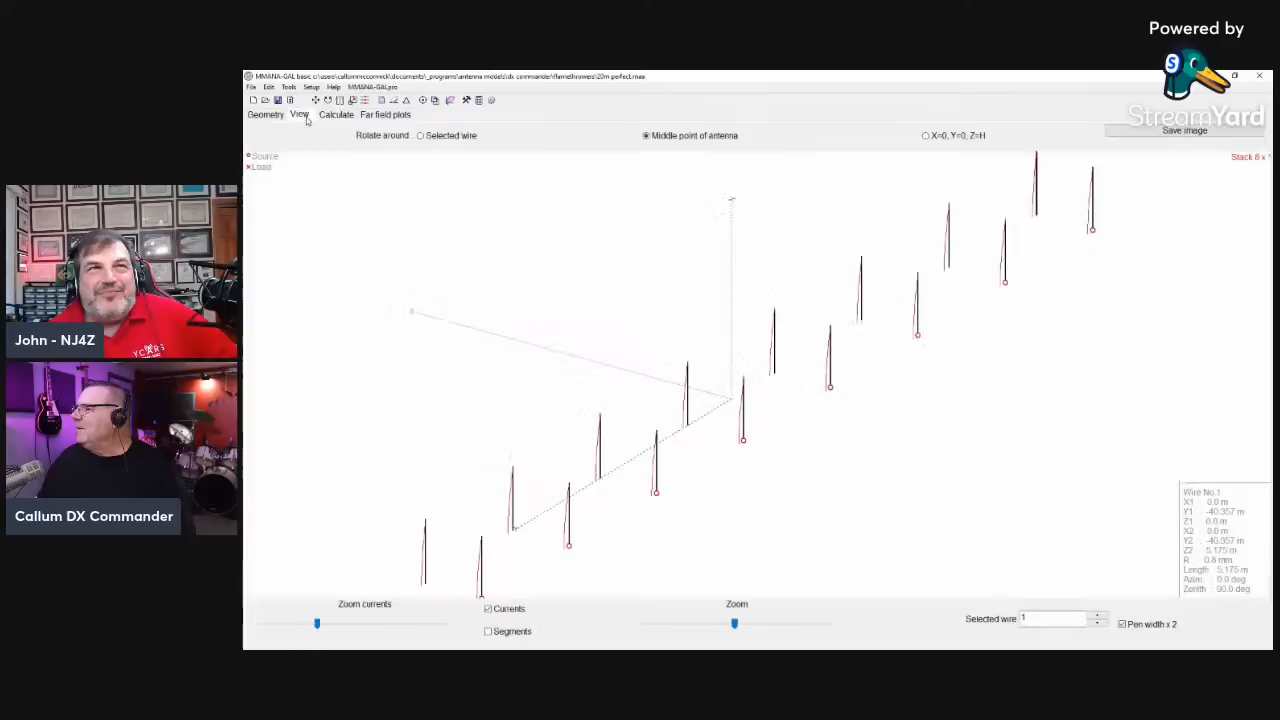 Powered by
StreamYard
MMANA-GAL basic c:\users\callummccormick\documents\_programs\antenna models\dx commander\flamethrowers\20m perfect.maa
File Edit Tools Setup Help MMANA-GALpro
Geometry View Calculate Far field plots
Rotate around... Selected wire Middle point of antenna X=0, Y=0, Z=H
Save image
Source
Load
Stack 8 x 1
YCARS
John - NJ4Z
Callum DX Commander
Wire No.1
X1 : 0.0 m
Y1 : -40.357 m
Z1 : 0.0 m
X2 : 0.0 m
Y2 : -40.357 m
Z2 : 5.175 m
R : 0.8 mm
Length : 5.175 m
Azim. : 0.0 deg
Zenith : 90.0 deg
Zoom currents
Currents
Segments
Zoom
Selected wire 1
Pen width x 2